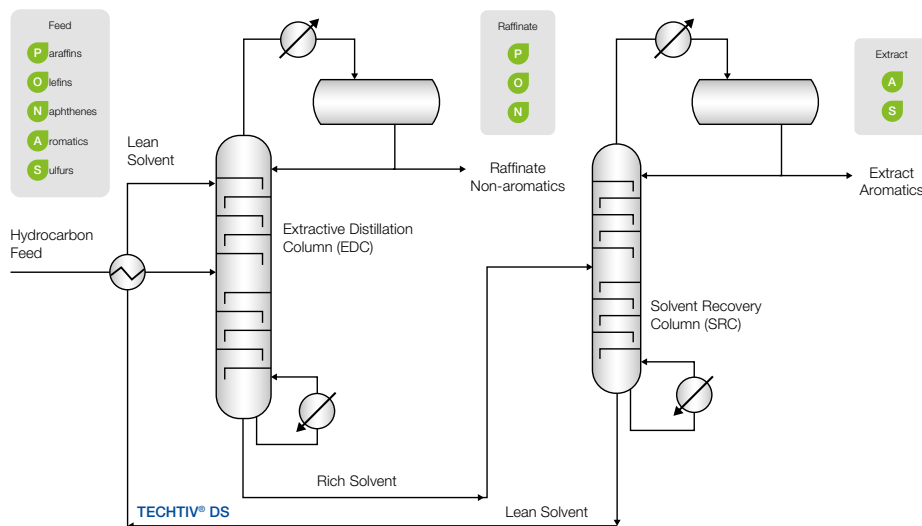 Feed
Paraffins
Olefins
Naphthenes
Aromatics
Sulfurs
Raffinate
P
O
N
Extract
A
S
Lean
Solvent
Hydrocarbon
Feed
Extractive Distillation
Column (EDC)
Raffinate
Non-aromatics
Extract
Aromatics
Solvent Recovery
Column (SRC)
Rich Solvent
TECHTIV® DS
Lean Solvent